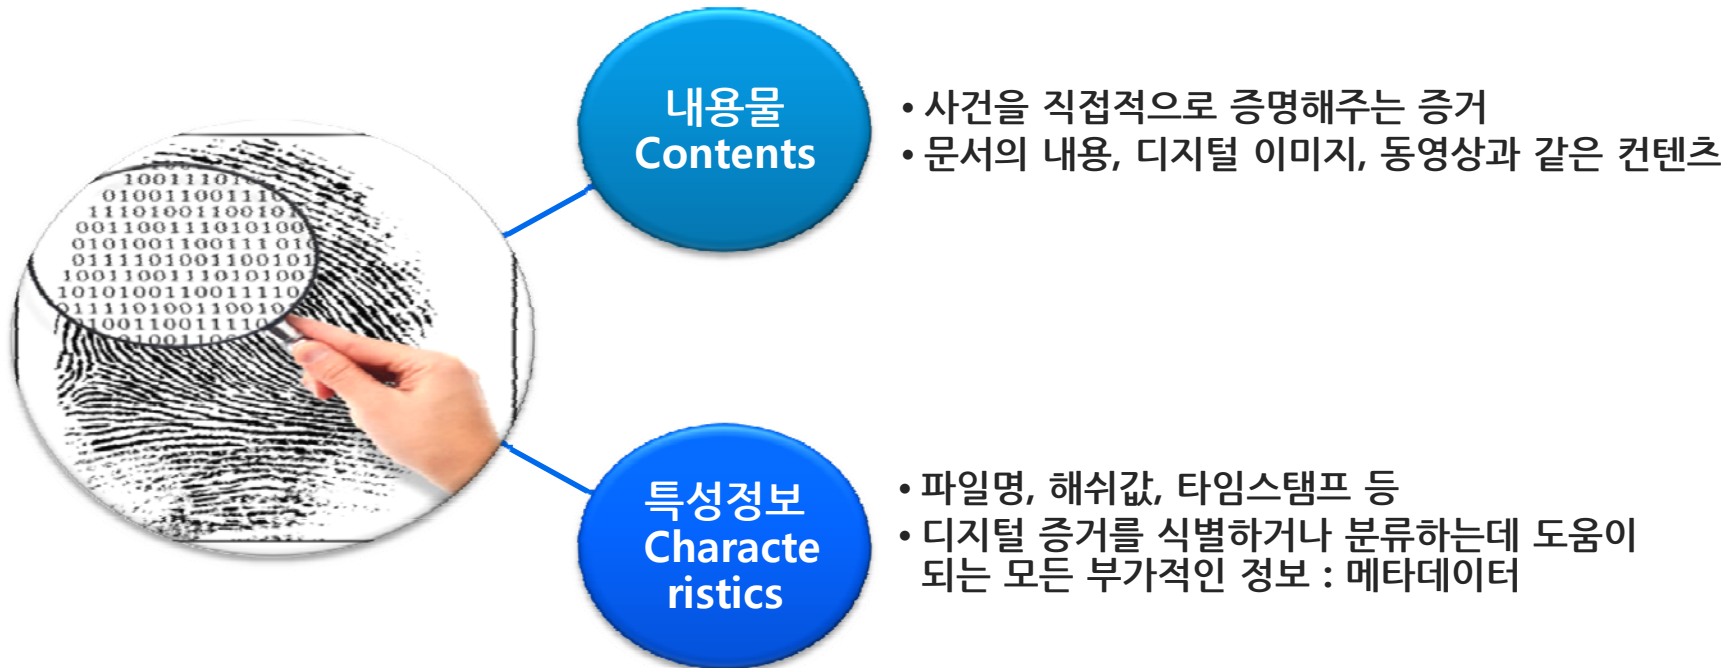 내용물
Contents
• 사건을 직접적으로 증명해주는 증거
• 문서의 내용, 디지털 이미지, 동영상과 같은 컨텐츠
특성정보
Characte
ristics
• 파일명, 해쉬값, 타임스탬프 등
• 디지털 증거를 식별하거나 분류하는데 도움이
되는 모든 부가적인 정보 : 메타데이터